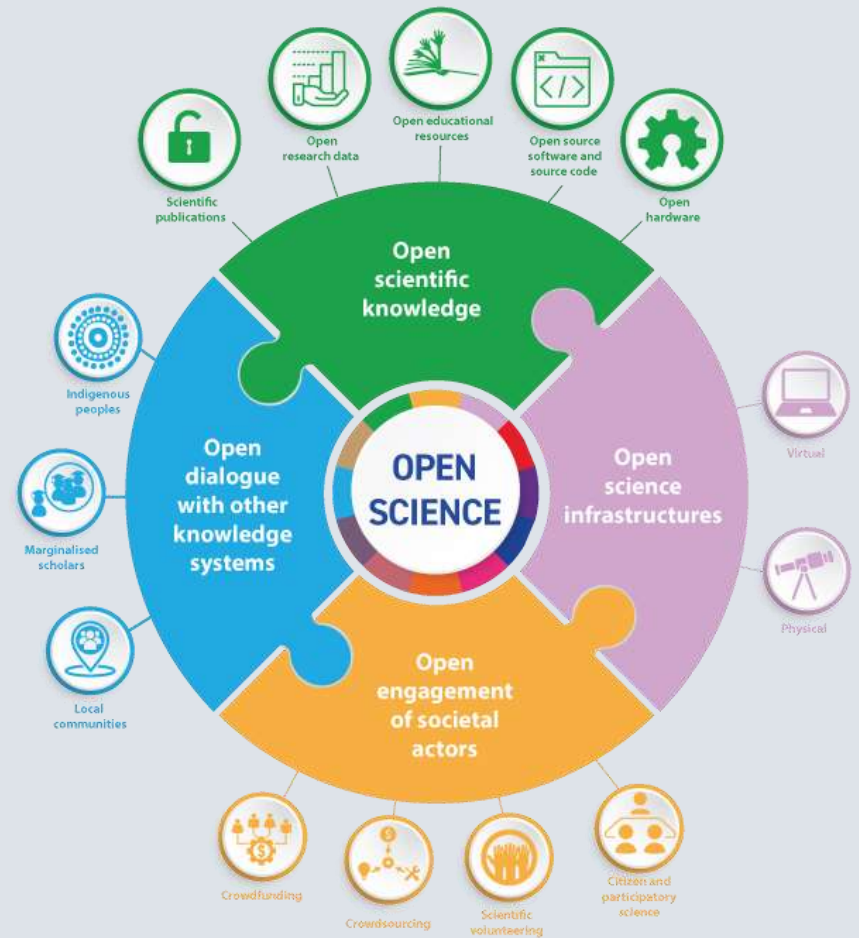 Open educational
resources
Open
research data
Open source
software and
source code
Scientific
publications
Open
hardware
Open
scientific
knowledge
Indigenous
peoples
Marginalised
scholars
Local
communities
Open
dialogue
with other
knowledge
systems
OPEN
SCIENCE
Open
science
infrastructures
Virtual
Physical
Open
engagement
of societal
actors
Crowdfunding
Crowdsourcing
Scientific
volunteering
Citizen and
participatory
science